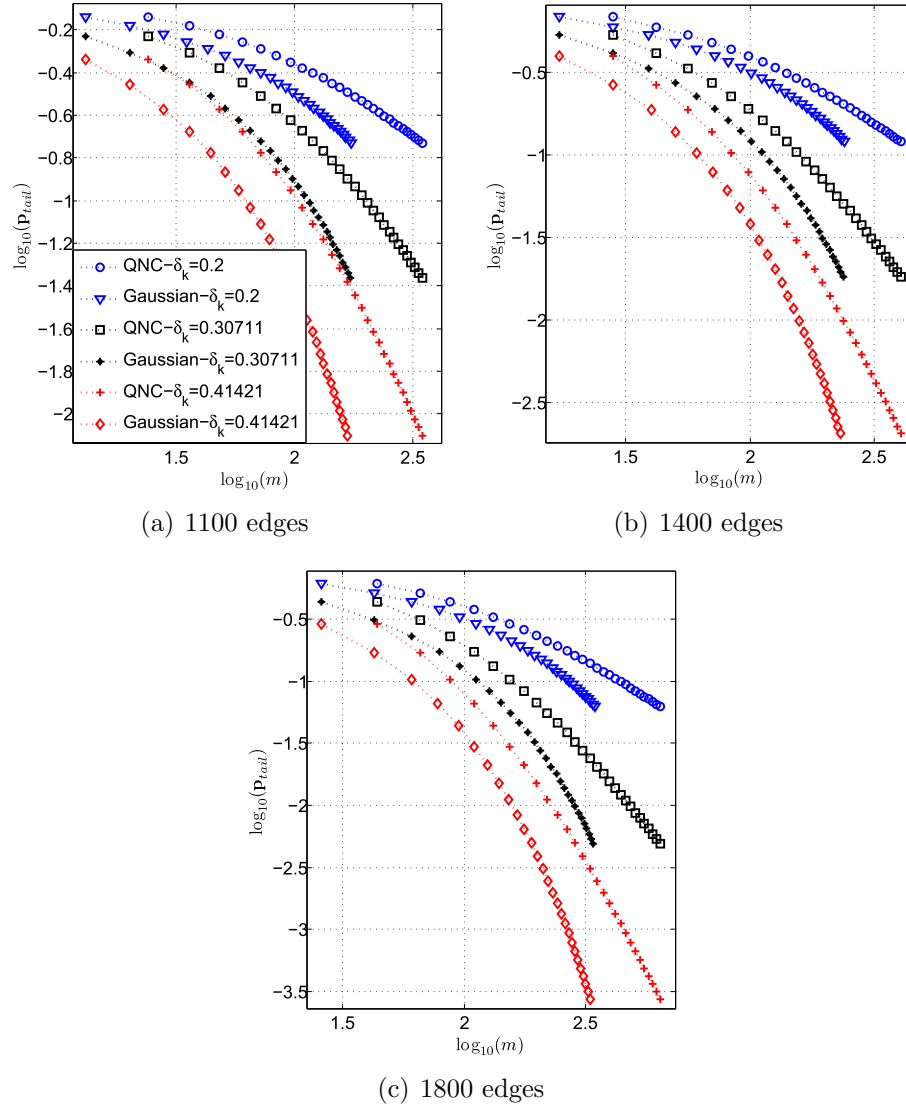 −0.2
−0.4
−0.6
−0.8
−1
−1.2
−1.4
−1.6
−1.8
−2
log10(ptail)
QNC−δk=0.2
Gaussian−δk=0.2
QNC−δk=0.30711
Gaussian−δk=0.30711
QNC−δk=0.41421
Gaussian−δk=0.41421
1.5 2 2.5
log10(m)
(a) 1100 edges
−0.5
−1
−1.5
−2
−2.5
log10(ptail)
1.5 2 2.5
log10(m)
(b) 1400 edges
−0.5
−1
−1.5
−2
−2.5
−3
−3.5
log10(ptail)
1.5 2 2.5
log10(m)
(c) 1800 edges